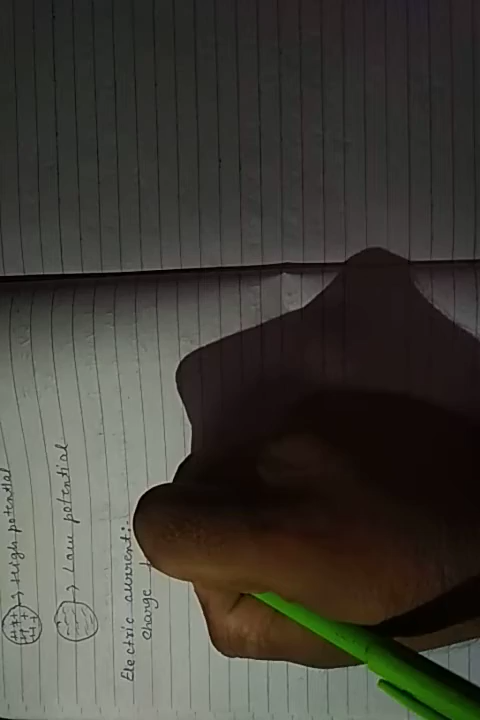 +++ +++ +++ → High potential
--- → Low potential
Electric current:-
charge